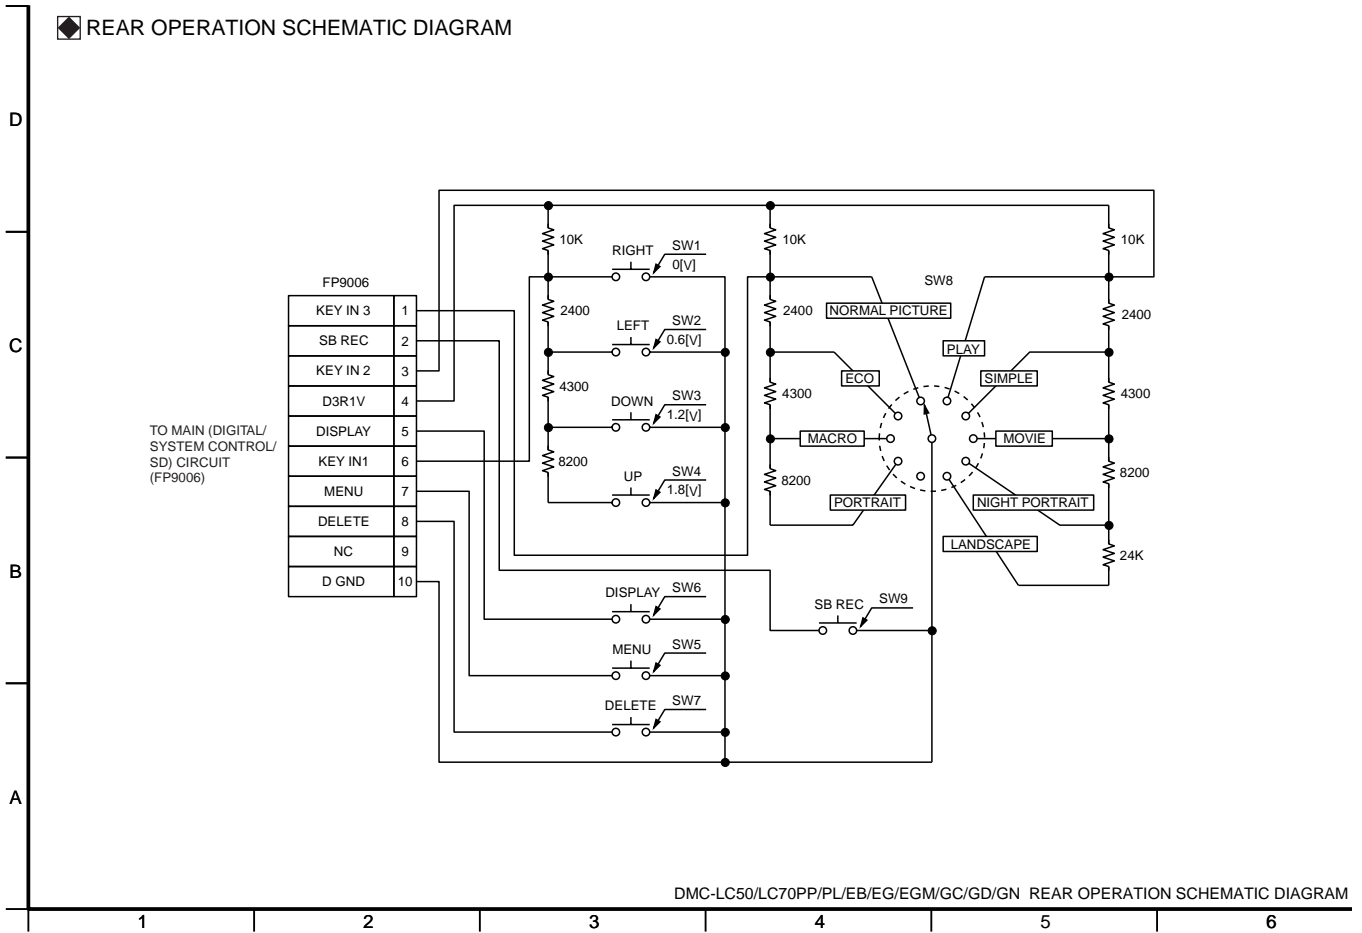 REAR OPERATION SCHEMATIC DIAGRAM
D
C
B
A
10K
10K
10K
RIGHT
SW1
0[V]
SW8
FP9006
KEY IN 3 1
SB REC 2
KEY IN 2 3
D3R1V 4
DISPLAY 5
KEY IN1 6
MENU 7
DELETE 8
NC 9
D GND 10
TO MAIN (DIGITAL/
SYSTEM CONTROL/
SD) CIRCUIT
(FP9006)
2400
LEFT
SW2
0.6[V]
4300
DOWN
SW3
1.2[V]
8200
UP
SW4
1.8[V]
2400
NORMAL PICTURE
2400
PLAY
ECO
SIMPLE
4300
4300
MACRO
MOVIE
8200
8200
PORTRAIT
NIGHT PORTRAIT
LANDSCAPE
24K
DISPLAY
SW6
SB REC
SW9
MENU
SW5
DELETE
SW7
DMC-LC50/LC70PP/PL/EB/EG/EGM/GC/GD/GN REAR OPERATION SCHEMATIC DIAGRAM
1 2 3 4 5 6